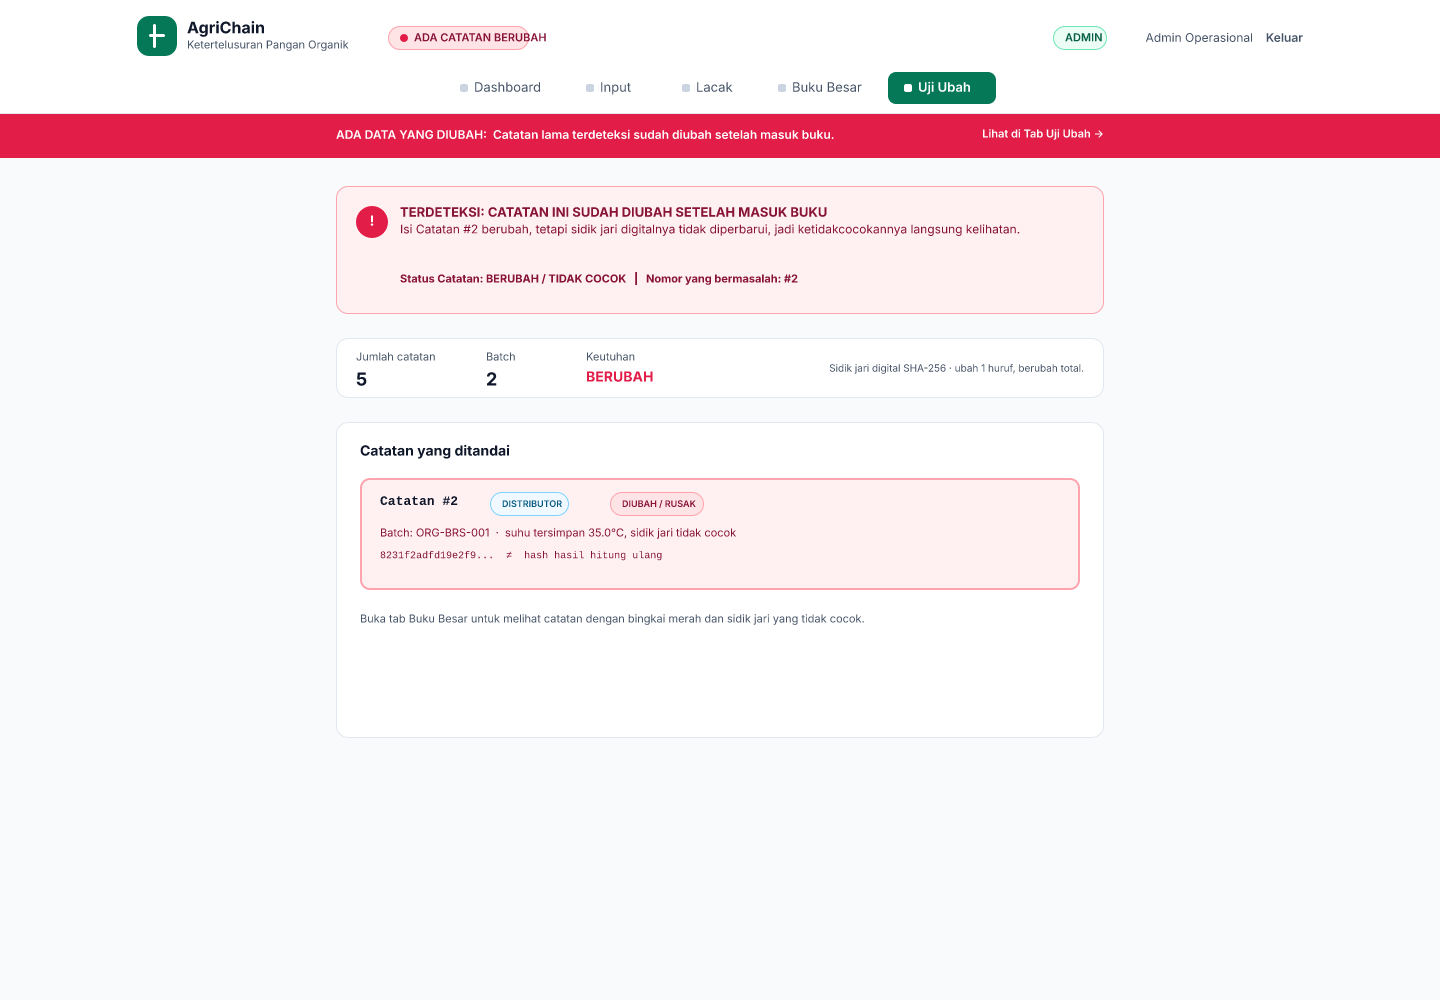 AgriChain
Ketertelusuran Pangan Organik
ADA CATATAN BERUBAH
ADMIN
Admin Operasional
Keluar
Dashboard
Input
Lacak
Buku Besar
Uji Ubah
ADA DATA YANG DIUBAH: Catatan lama terdeteksi sudah diubah setelah masuk buku.
Lihat di Tab Uji Ubah →
!
TERDETEKSI: CATATAN INI SUDAH DIUBAH SETELAH MASUK BUKU
Isi Catatan #2 berubah, tetapi sidik jari digitalnya tidak diperbarui, jadi ketidakcocokannya langsung kelihatan.
Status Catatan: BERUBAH / TIDAK COCOK | Nomor yang bermasalah: #2
Jumlah catatan
5
Batch
2
Keutuhan
BERUBAH
Sidik jari digital SHA-256 · ubah 1 huruf, berubah total.
Catatan yang ditandai
Catatan #2
DISTRIBUTOR
DIUBAH / RUSAK
Batch: ORG-BRS-001 · suhu tersimpan 35.0°C, sidik jari tidak cocok
8231f2adfd19e2f9... ≠ hash hasil hitung ulang
Buka tab Buku Besar untuk melihat catatan dengan bingkai merah dan sidik jari yang tidak cocok.